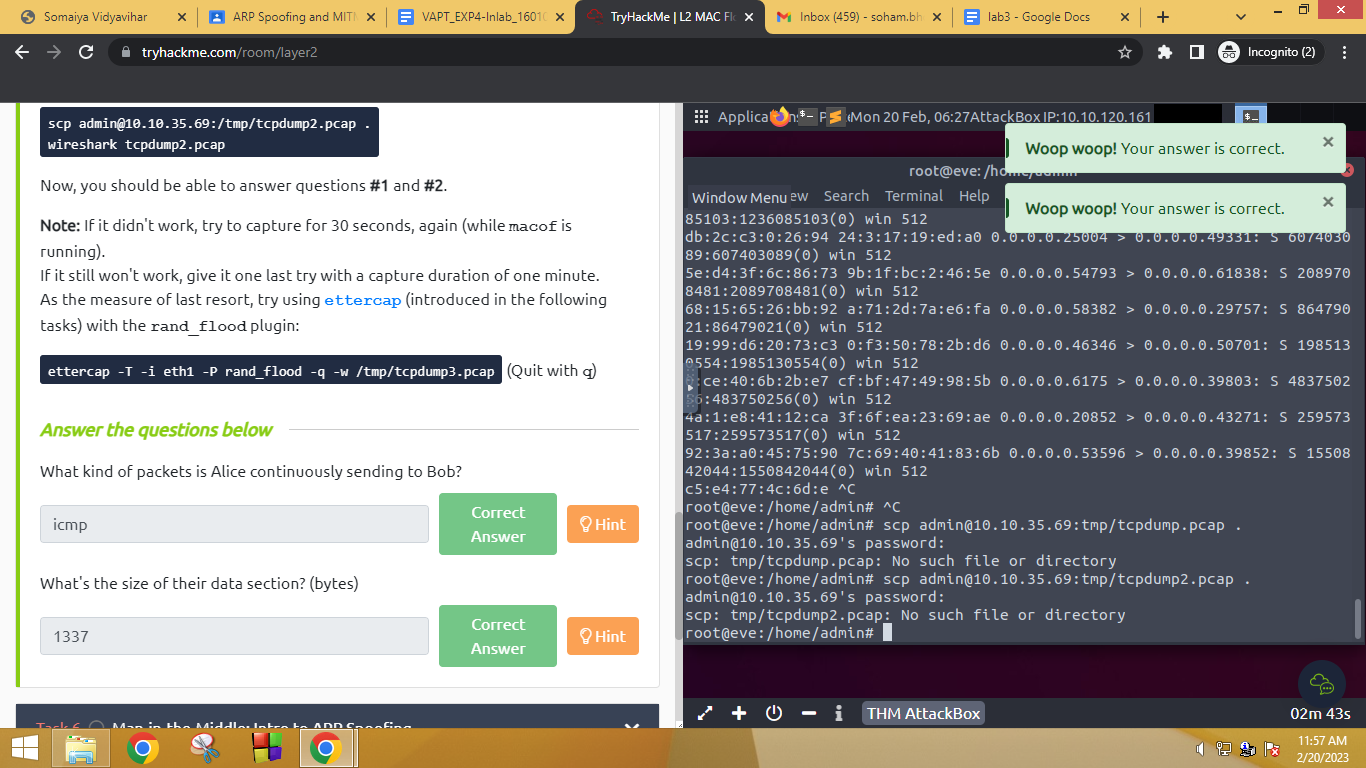 Somaiya Vidyavihar
ARP Spoofing and MITM
VAPT_EXP4-Inlab_1601
TryHackMe | L2 MAC Fl
Inbox (459) - soham.bh
lab3 - Google Docs
tryhackme.com/room/layer2
Incognito (2)
scp admin@10.10.35.69:/tmp/tcpdump2.pcap .
wireshark tcpdump2.pcap
Now, you should be able to answer questions #1 and #2.
Note: If it didn't work, try to capture for 30 seconds, again (while macof is
running).
If it still won't work, give it one last try with a capture duration of one minute.
As the measure of last resort, try using ettercap (introduced in the following
tasks) with the rand_flood plugin:
ettercap -T -i eth1 -P rand_flood -q -w /tmp/tcpdump3.pcap (Quit with q)
Answer the questions below
What kind of packets is Alice continuously sending to Bob?
icmp
Correct
Answer
Hint
What's the size of their data section? (bytes)
1337
Correct
Answer
Hint
Task 6 Man-in-the-Middle: Intro to ARP Spoofing
Applications Mon 20 Feb, 06:27 AttackBox IP:10.10.120.161
Woop woop! Your answer is correct.
Woop woop! Your answer is correct.
root@eve: /home/admin
Window Menu ew Search Terminal Help
85103:1236085103(0) win 512
db:2c:c3:0:26:94 24:3:17:19:ed:a0 0.0.0.0.25004 > 0.0.0.0.49331: S 6074030
89:607403089(0) win 512
5e:d4:3f:6c:86:73 9b:1f:bc:2:46:5e 0.0.0.0.54793 > 0.0.0.0.61838: S 208970
8481:2089708481(0) win 512
68:15:65:26:bb:92 a:71:2d:7a:e6:fa 0.0.0.0.58382 > 0.0.0.0.29757: S 864790
21:86479021(0) win 512
19:99:d6:20:73:c3 0:f3:50:78:2b:d6 0.0.0.0.46346 > 0.0.0.0.50701: S 198513
0554:1985130554(0) win 512
:ce:40:6b:2b:e7 cf:bf:47:49:98:5b 0.0.0.0.6175 > 0.0.0.0.39803: S 4837502
56:483750256(0) win 512
4a:1:e8:41:12:ca 3f:6f:ea:23:69:ae 0.0.0.0.20852 > 0.0.0.0.43271: S 259573
517:259573517(0) win 512
92:3a:a0:45:75:90 7c:69:40:41:83:6b 0.0.0.0.53596 > 0.0.0.0.39852: S 15508
42044:1550842044(0) win 512
c5:e4:77:4c:6d:e ^C
root@eve:/home/admin# ^C
root@eve:/home/admin# scp admin@10.10.35.69:tmp/tcpdump.pcap .
admin@10.10.35.69's password:
scp: tmp/tcpdump.pcap: No such file or directory
root@eve:/home/admin# scp admin@10.10.35.69:tmp/tcpdump2.pcap .
admin@10.10.35.69's password:
scp: tmp/tcpdump2.pcap: No such file or directory
root@eve:/home/admin#
THM AttackBox
02m 43s
11:57 AM
2/20/2023